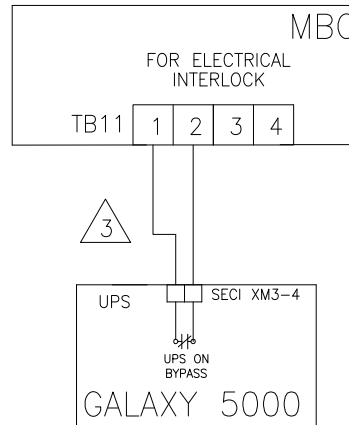 MBC
FOR ELECTRICAL
INTERLOCK
TB11 1 2 3 4
3
UPS SECI XM3-4
UPS ON
BYPASS
GALAXY 5000